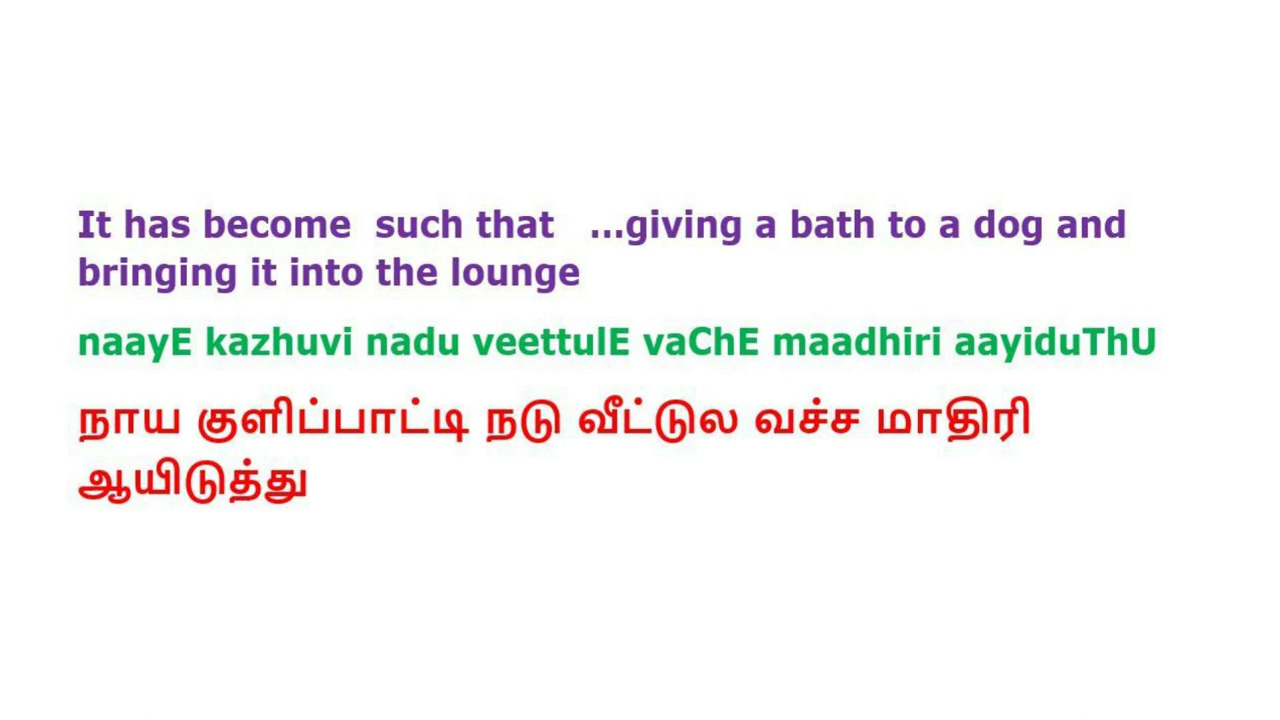 It has become  such that   ...giving a bath to a dog and
bringing it into the lounge
naayE kazhuvi nadu veettulE vaChE maadhiri aayiduThU
நாய குளிப்பாட்டி நடு வீட்டுல வச்ச மாதிரி
ஆயிடுத்து